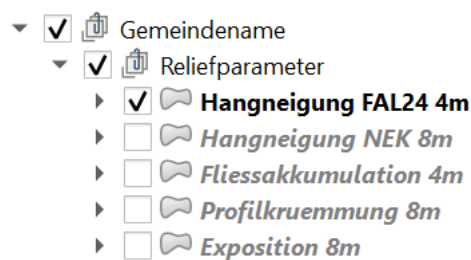 Gemeindename
Reliefparameter
Hangneigung FAL24 4m
Hangneigung NEK 8m
Fliessakkumulation 4m
Profilkruemmung 8m
Exposition 8m